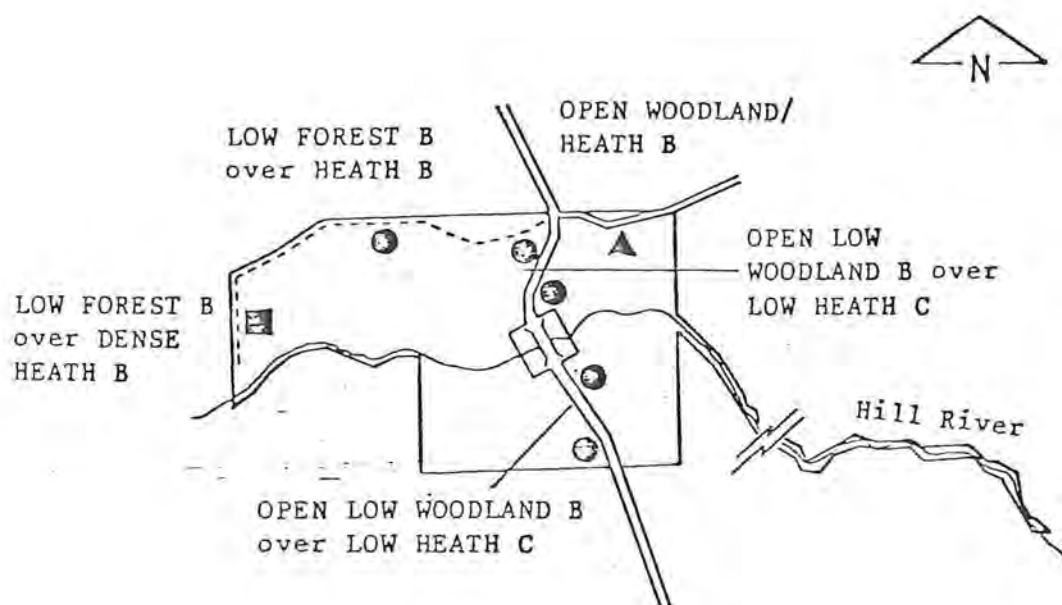 N
OPEN WOODLAND/
HEATH B
LOW FOREST B
over HEATH B
OPEN LOW
WOODLAND B over
LOW HEATH C
LOW FOREST B
over DENSE
HEATH B
Hill River
OPEN LOW WOODLAND B
over LOW HEATH C